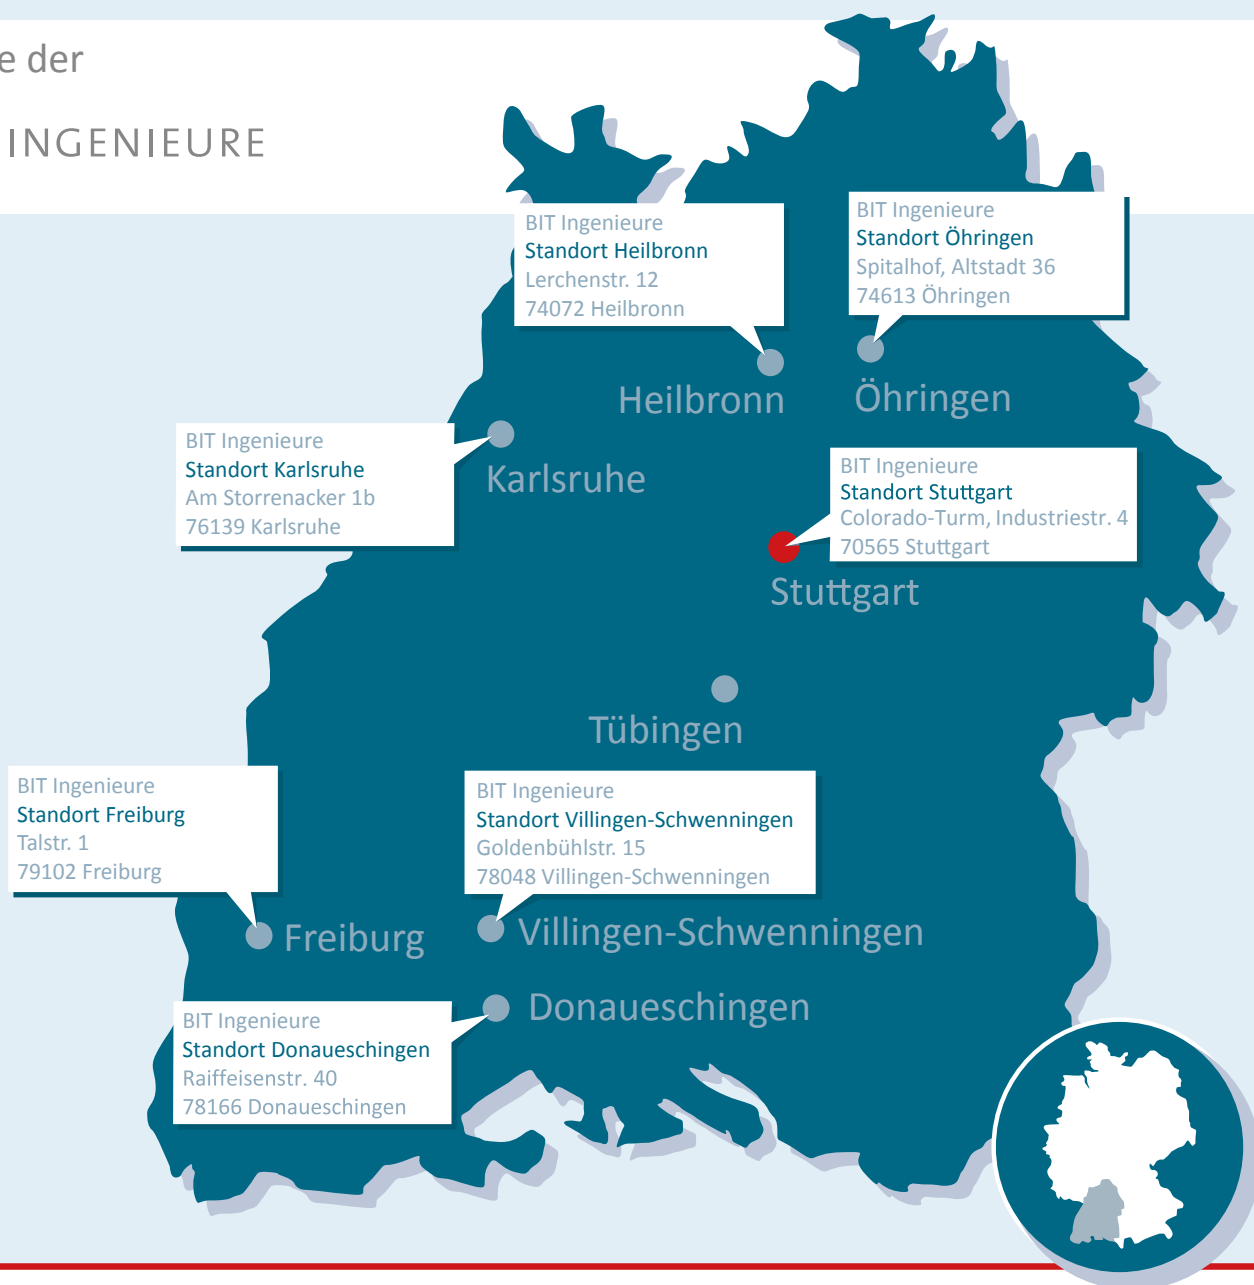 e der
INGENIEURE
BIT Ingenieure
Standort Heilbronn
Lerchenstr. 12
74072 Heilbronn
BIT Ingenieure
Standort Öhringen
Spitalhof, Altstadt 36
74613 Öhringen
Heilbronn
Öhringen
BIT Ingenieure
Standort Karlsruhe
Am Storrenacker 1b
76139 Karlsruhe
Karlsruhe
BIT Ingenieure
Standort Stuttgart
Colorado-Turm, Industriestr. 4
70565 Stuttgart
Stuttgart
Tübingen
BIT Ingenieure
Standort Freiburg
Talstr. 1
79102 Freiburg
BIT Ingenieure
Standort Villingen-Schwenningen
Goldenbühlstr. 15
78048 Villingen-Schwenningen
Freiburg
Villingen-Schwenningen
BIT Ingenieure
Standort Donaueschingen
Raiffeisenstr. 40
78166 Donaueschingen
Donaueschingen